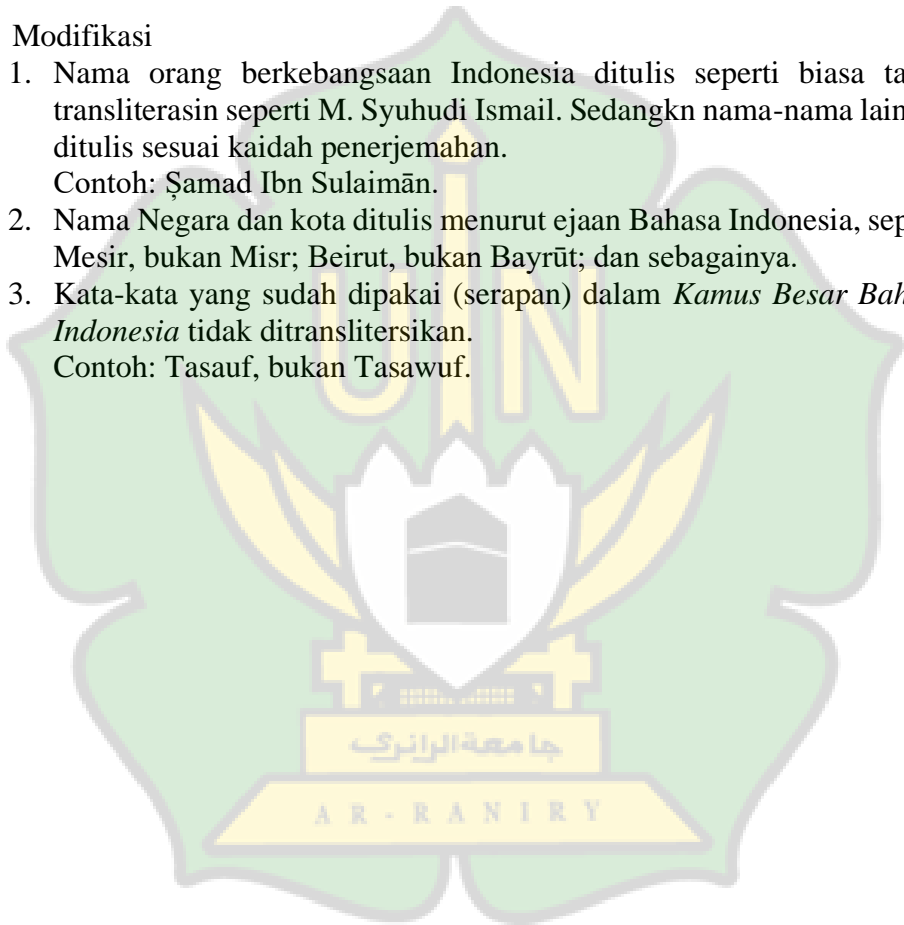 Modifikasi
1. Nama orang berkebangsaan Indonesia ditulis seperti biasa
transliterasin seperti M. Syuhudi Ismail. Sedangkn nama-nama lain
ditulis sesuai kaidah penerjemahan.
Contoh: Ṣamad Ibn Sulaimān.
2. Nama Negara dan kota ditulis menurut ejaan Bahasa Indonesia,
Mesir, bukan Misr; Beirut, bukan Bayrūt; dan sebagainya.
3. Kata-kata yang sudah dipakai (serapan) dalam Kamus Besar
Indonesia tidak ditranslitersikan.
Contoh: Tasauf, bukan Tasawuf.
UIN
جامعة الرانري
AR-RANIRY